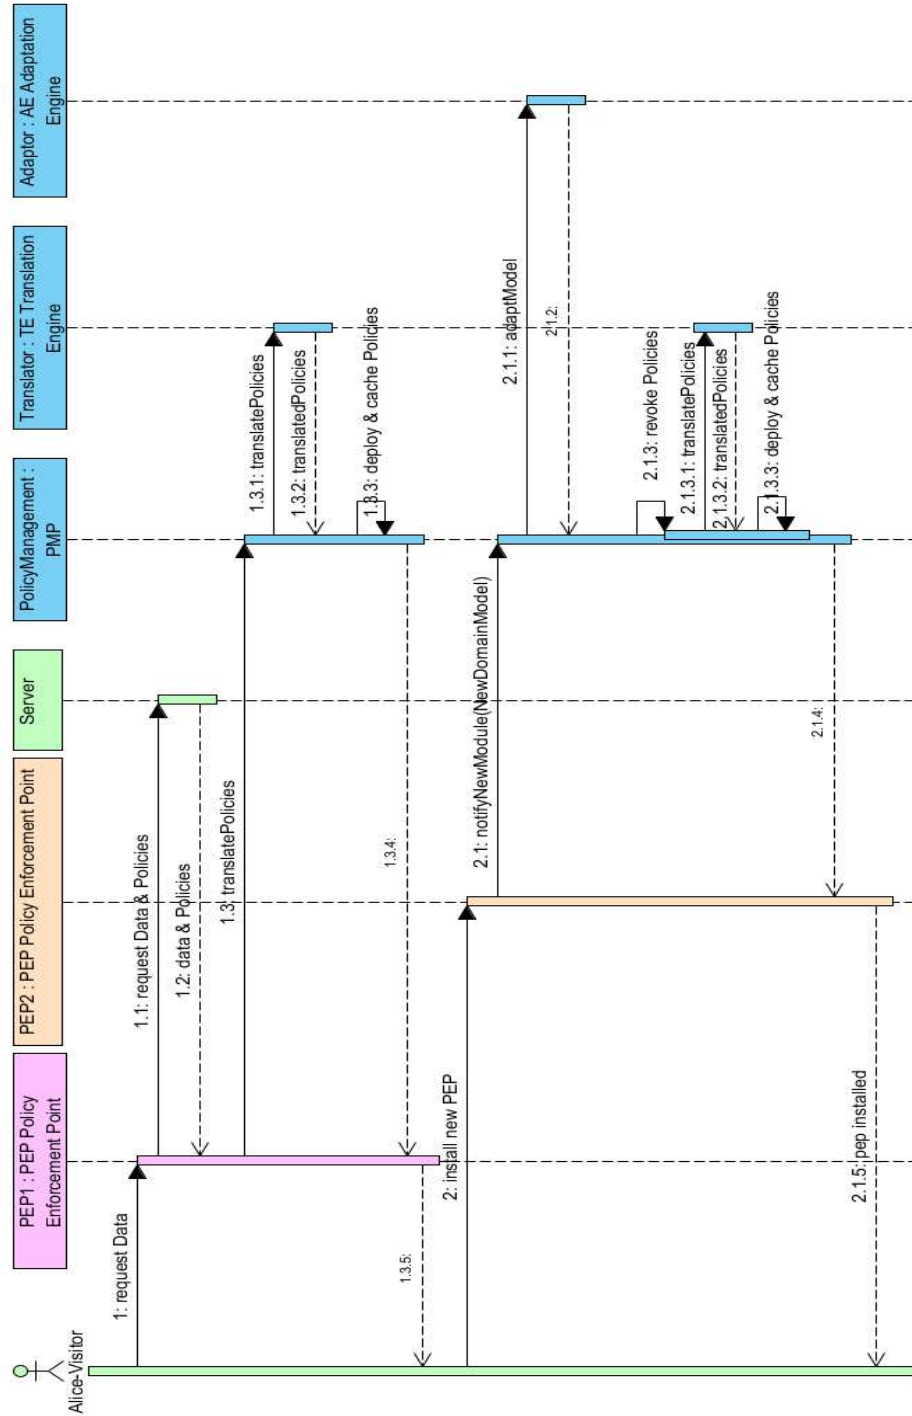 Alice-Visitor
PEP1 : PEP Policy
Enforcement Point
PEP2 : PEP Policy Enforcement Point
Server
PolicyManagement :
PMP
Translator : TE Translation
Engine
Adaptor : AE Adaptation
Engine
1: request Data
1.1: request Data & Policies
1.2: data & Policies
1.3: translatePolicies
1.3.1: translatePolicies
1.3.2: translatedPolicies
1.3.3: deploy & cache Policies
1.3.4:
1.3.5:
2: install new PEP
2.1: notifyNewModule(NewDomainModel)
2.1.1: adaptModel
2.1.2:
2.1.3: revoke Policies
2.1.3.1: translatePolicies
2.1.3.2: translatedPolicies
2.1.3.3: deploy & cache Policies
2.1.4:
2.1.5: pep installed